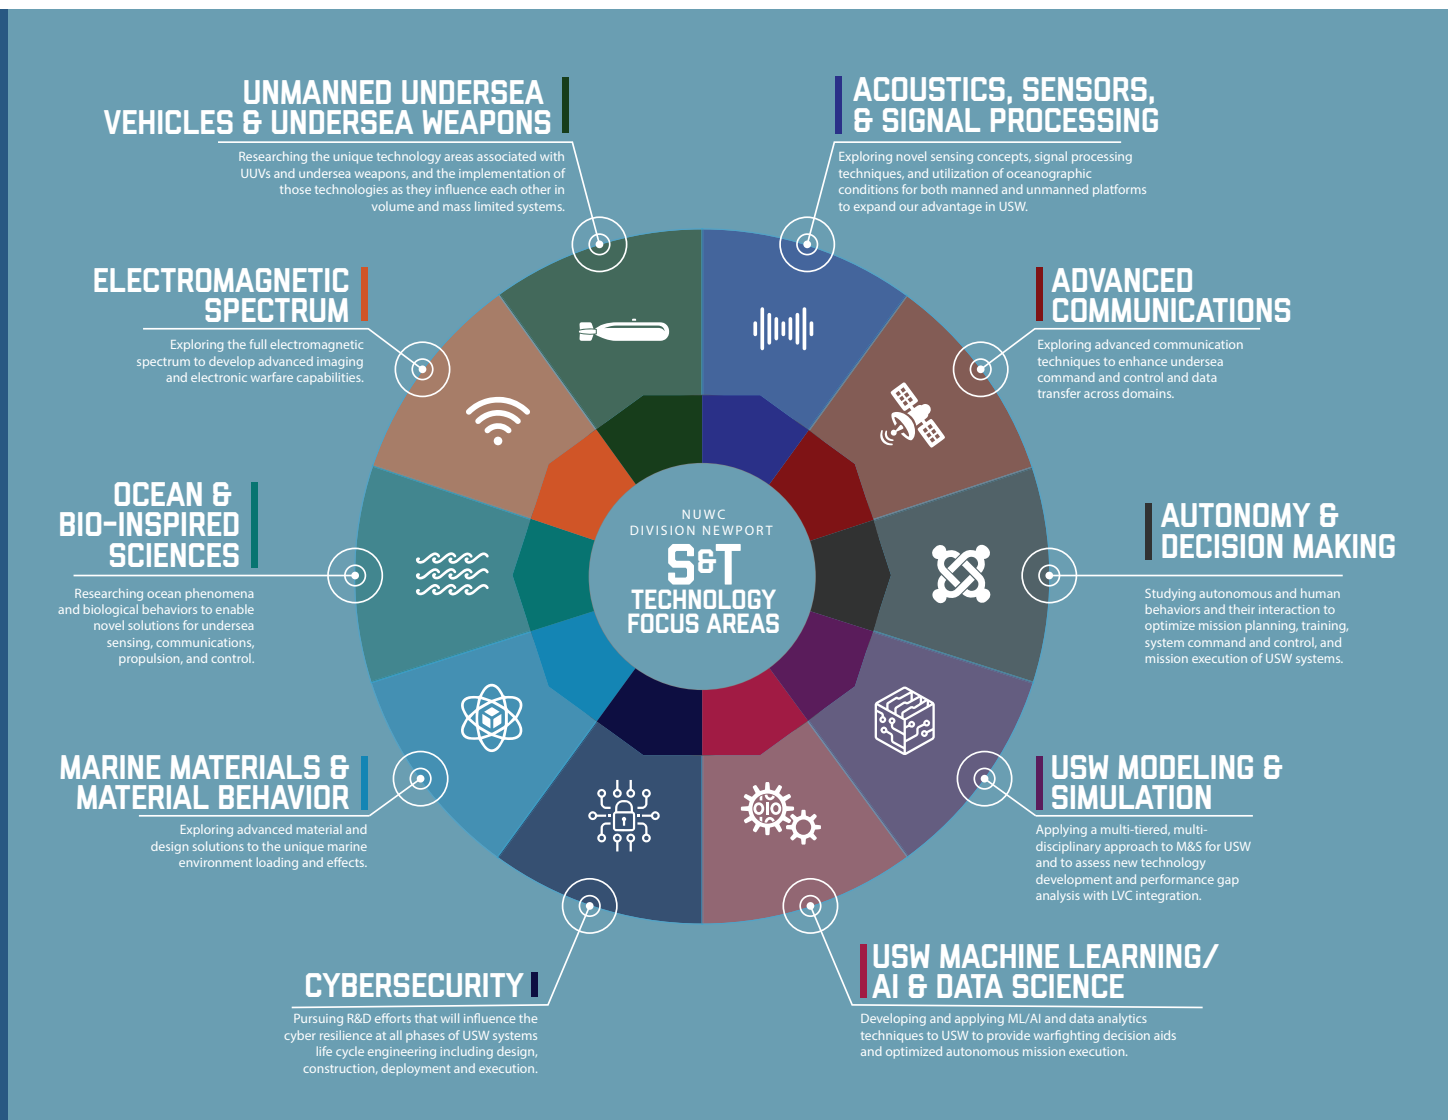 UNMANNED UNDERSEA
VEHICLES & UNDERSEA WEAPONS
Researching the unique technology areas associated with
UUVs and undersea weapons, and the implementation of
those technologies as they influence each other in
volume and mass limited systems.
ACOUSTICS, SENSORS,
& SIGNAL PROCESSING
Exploring novel sensing concepts, signal processing
techniques, and utilization of oceanographic
conditions for both manned and unmanned platforms
to expand our advantage in USW.
ELECTROMAGNETIC
SPECTRUM
Exploring the full electromagnetic
spectrum to develop advanced imaging
and electronic warfare capabilities.
ADVANCED
COMMUNICATIONS
Exploring advanced communication
techniques to enhance undersea
command and control and data
transfer across domains.
OCEAN &
BIO-INSPIRED
SCIENCES
Researching ocean phenomena
and biological behaviors to enable
novel solutions for undersea
sensing, communications,
propulsion, and control.
NUWC
DIVISION NEWPORT
S&T
TECHNOLOGY
FOCUS AREAS
AUTONOMY &
DECISION MAKING
Studying autonomous and human
behaviors and their interaction to
optimize mission planning, training,
system command and control, and
mission execution of USW systems.
MARINE MATERIALS &
MATERIAL BEHAVIOR
Exploring advanced material and
design solutions to the unique marine
environment loading and effects.
USW MODELING &
SIMULATION
Applying a multi-tiered, multi-
disciplinary approach to M&S for USW
and to assess new technology
development and performance gap
analysis with LVC integration.
CYBERSECURITY
Pursuing R&D efforts that will influence the
cyber resilience at all phases of USW systems
life cycle engineering including design,
construction, deployment and execution.
USW MACHINE LEARNING/
AI & DATA SCIENCE
Developing and applying ML/AI and data analytics
techniques to USW to provide warfighting decision aids
and optimized autonomous mission execution.